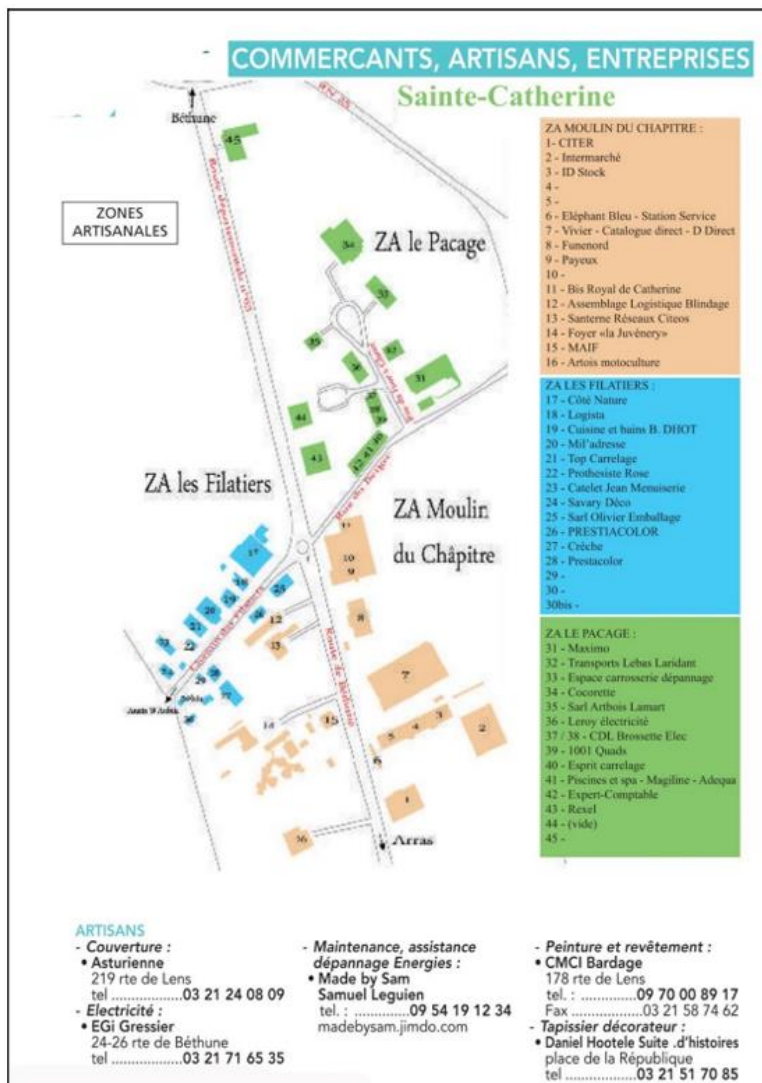 COMMERCANTS, ARTISANS, ENTREPRISES
Sainte-Catherine
Béthune
ZONES
ARTISANALES
ZA le Pacage
ZA les Filatiers
ZA Moulin
du Châpitre
Route de Béthune
Arras
ZA MOULIN DU CHAPITRE :
1- CITER
2 - Intermarché
3 - ID Stock
4 -
5 -
6 - Eléphant Bleu - Station Service
7 - Vivier - Catalogue direct - D Direct
8 - Funenord
9 - Payeux
10 -
11 - Bis Royal de Catherine
12 - Assemblage Logistique Blindage
13 - Santerne Réseaux Citeos
14 - Foyer «la Juvénery»
15 - MAIF
16 - Artois motoculture
ZA LES FILATIERS :
17 - Côté Nature
18 - Logista
19 - Cuisine et bains B. DHOT
20 - Mil'adresse
21 - Top Carrelage
22 - Prothesiste Rose
23 - Catelet Jean Menuiserie
24 - Savary Déco
25 - Sarl Olivier Emballage
26 - PRESTIACOLOR
27 - Crèche
28 - Prestacolor
29 -
30 -
30bis -
ZA LE PACAGE :
31 - Maximo
32 - Transports Lebas Laridant
33 - Espace carrosserie dépannage
34 - Cocorette
35 - Sarl Artbois Lamart
36 - Leroy électricité
37 / 38 - CDL Brossette Elec
39 - 1001 Quads
40 - Esprit carrelage
41 - Piscines et spa - Magiline - Adeqaa
42 - Expert-Comptable
43 - Rexel
44 - (vide)
45 -
ARTISANS
- Couverture :
• Asturienne
219 rte de Lens
tel ..................03 21 24 08 09
- Electricité :
• EGi Gressier
24-26 rte de Béthune
tel ..................03 21 71 65 35
- Maintenance, assistance
dépannage Energies :
• Made by Sam
Samuel Leguien
tel. : ..............09 54 19 12 34
madebysam.jimdo.com
- Peinture et revêtement :
• CMCI Bardage
178 rte de Lens
tel. : ...............09 70 00 89 17
Fax ....................03 21 58 74 62
- Tapissier décorateur :
• Daniel Hootele Suite .d'histoires
place de la République
tel ..................03 21 51 70 85